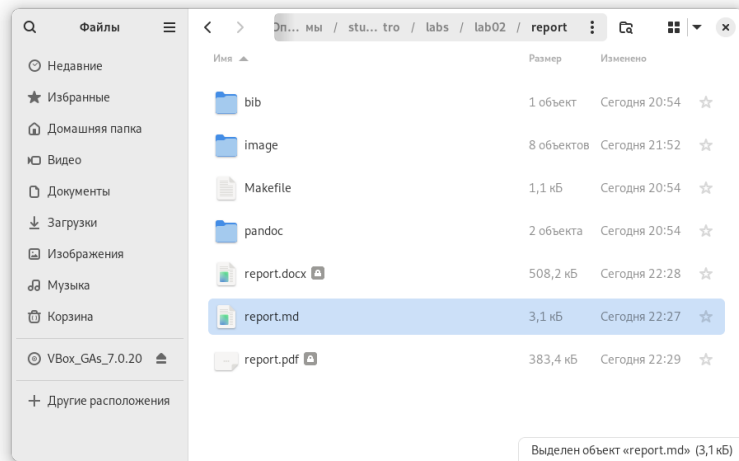 Файлы
Оп... мы / stu... tro / labs / lab02 / report
Недавние
Избранные
Домашняя папка
Видео
Документы
Загрузки
Изображения
Музыка
Корзина
VBox_GAs_7.0.20
Другие расположения
Имя Размер Изменено
bib 1 объект Сегодня 20:54
image 8 объектов Сегодня 21:52
Makefile 1,1 кБ Сегодня 20:54
pandoc 2 объекта Сегодня 20:54
report.docx 508,2 кБ Сегодня 22:28
report.md 3,1 кБ Сегодня 22:27
report.pdf 383,4 кБ Сегодня 22:29
Выделен объект «report.md» (3,1 кБ)